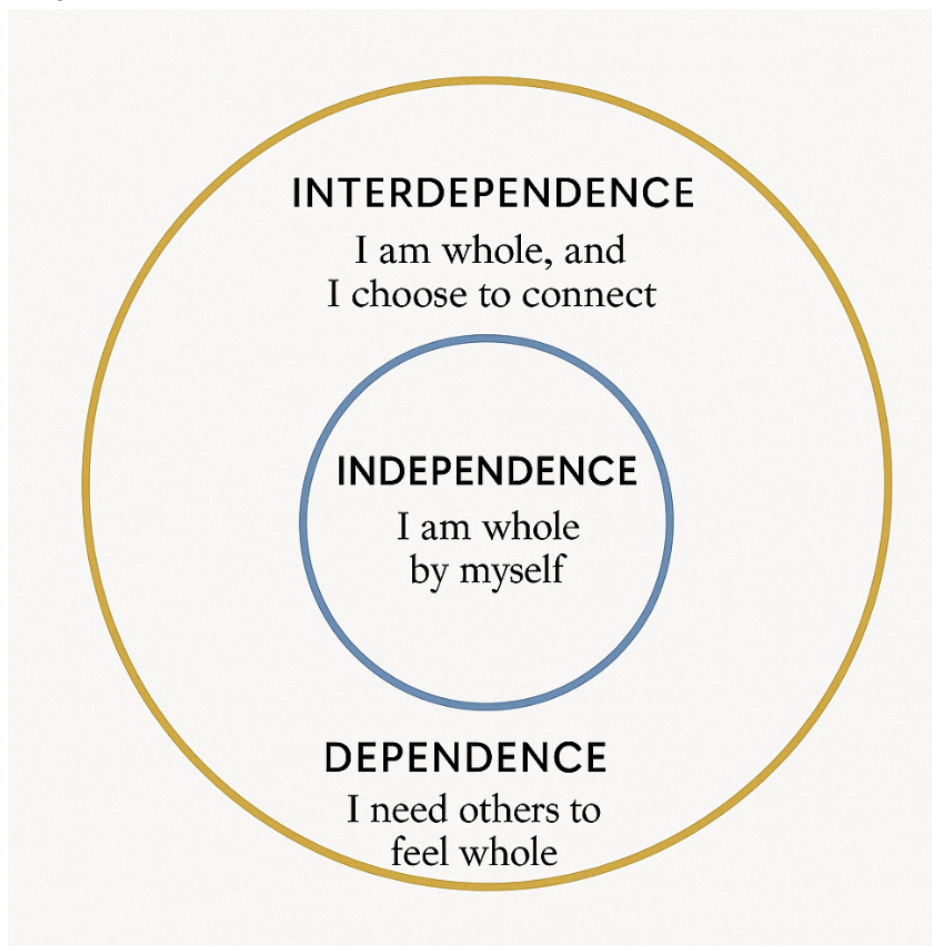 INTERDEPENDENCE
I am whole, and
I choose to connect
INDEPENDENCE
I am whole
by myself
DEPENDENCE
I need others to
feel whole